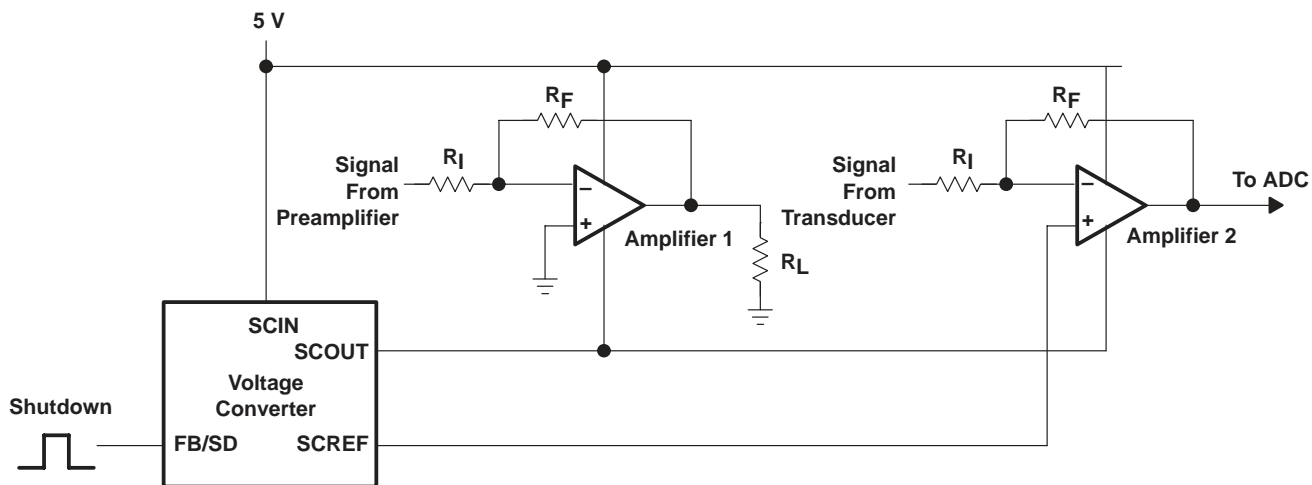 5 V
RF
RI
Signal
From
Preamplifier
−
+
Amplifier 1
RL
RF
RI
Signal
From
Transducer
−
+
Amplifier 2
To ADC
SCIN
SCOUT
Voltage
Converter
Shutdown
FB/SD
SCREF